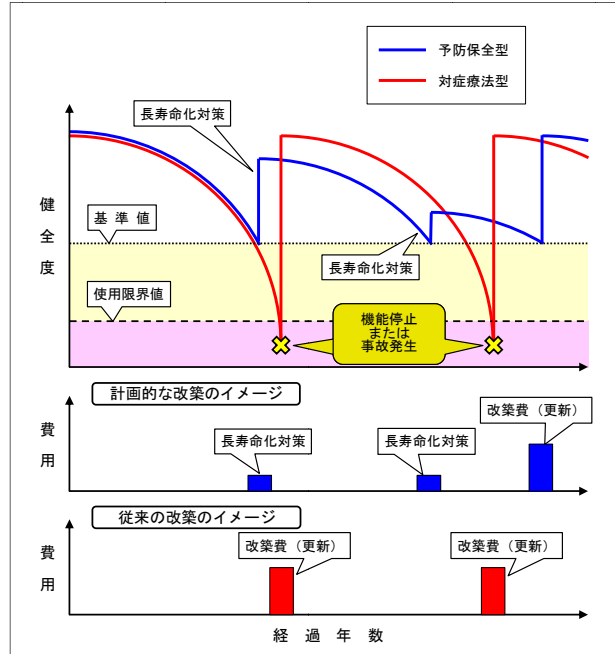 予防保全型
対症療法型
長寿命化対策
健全度
基準値
長寿命化対策
使用限界値
機能停止
または
事故発生
計画的な改築のイメージ
改築費（更新）
費用
長寿命化対策
長寿命化対策
従来の改築のイメージ
費用
改築費（更新）
改築費（更新）
経過年数